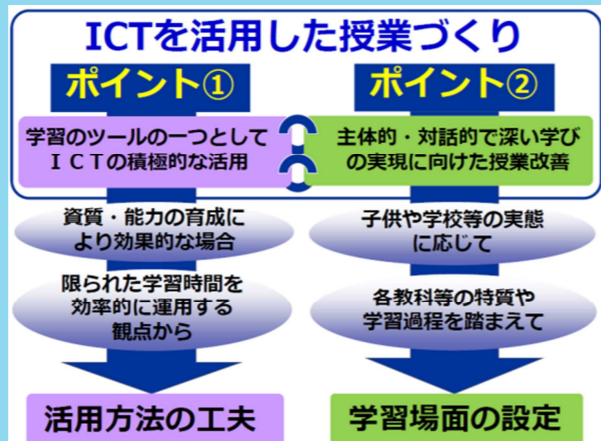 ICTを活用した授業づくり
ポイント①
学習のツールの一つとして
ＩＣＴの積極的な活用
資質・能力の育成に
より効果的な場合
限られた学習時間を
効率的に運用する
観点から
活用方法の工夫
ポイント②
主体的・対話的で深い学び
の実現に向けた授業改善
子供や学校等の実態
に応じて
各教科等の特質や
学習過程を踏まえて
学習場面の設定